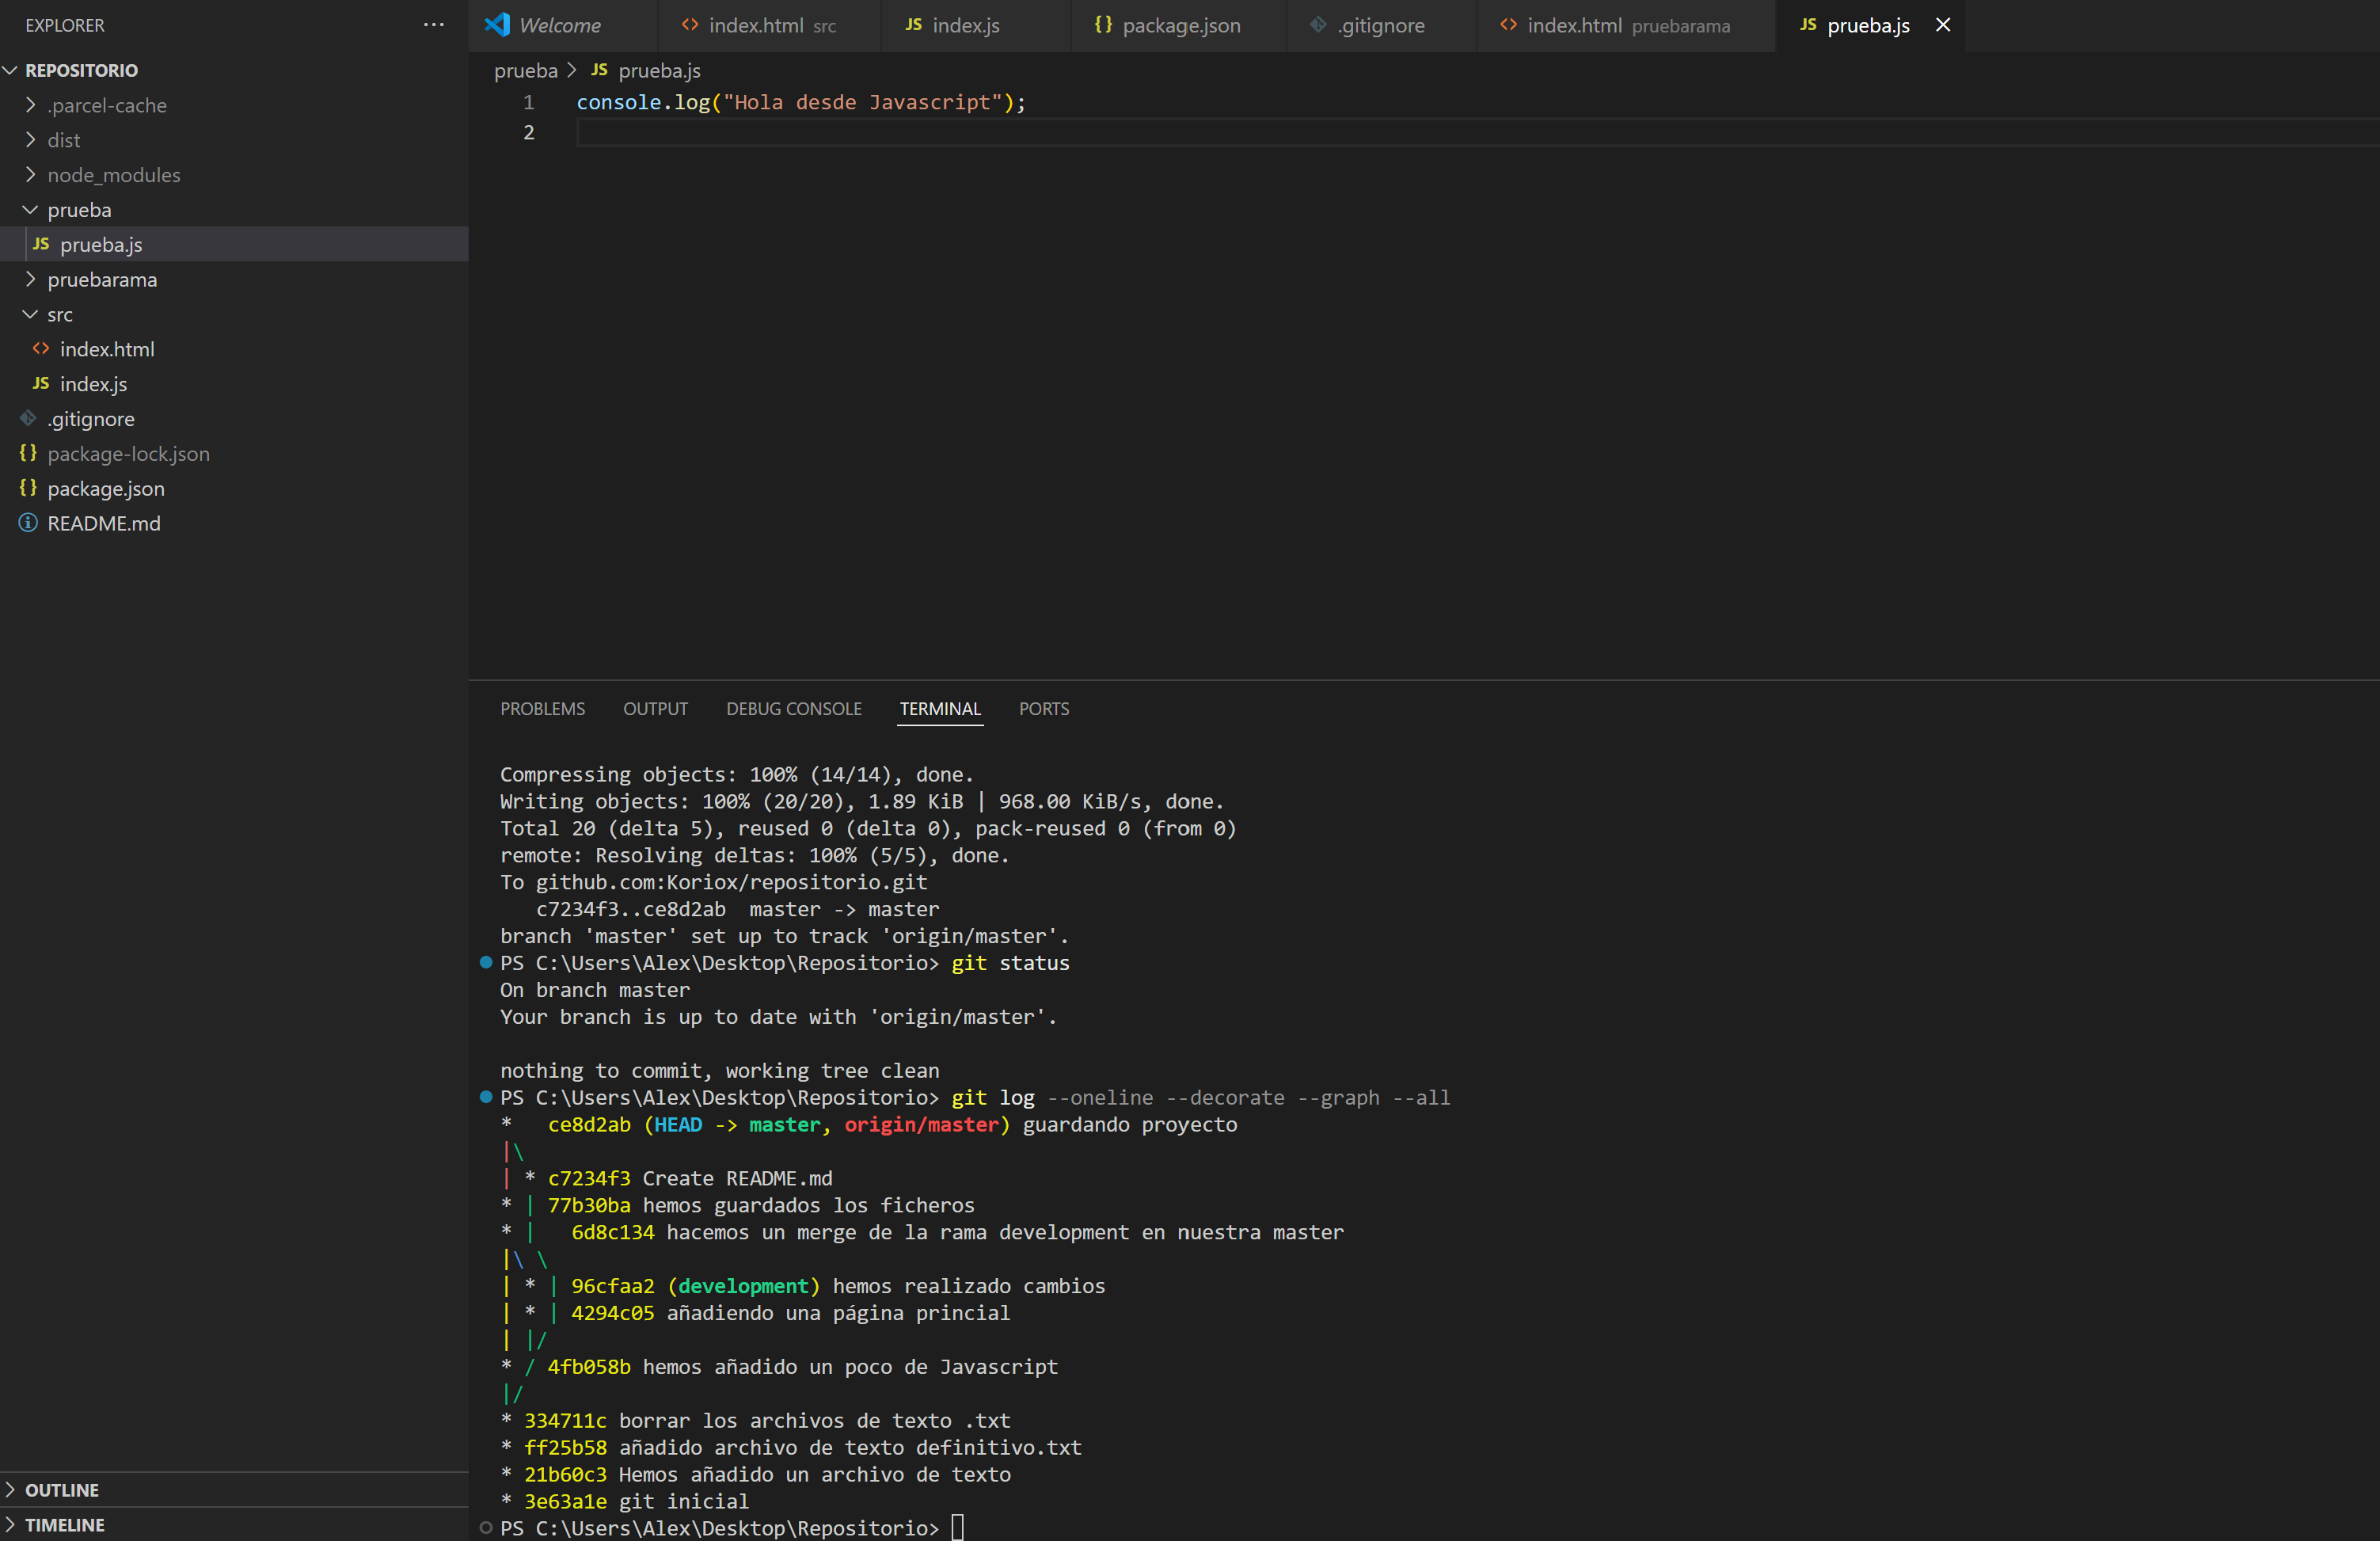 EXPLORER
REPOSITORIO
.parcel-cache
dist
node_modules
prueba
JS prueba.js
pruebarama
src
<> index.html
JS index.js
.gitignore
{} package-lock.json
{} package.json
README.md
OUTLINE
TIMELINE
Welcome
<> index.html src
JS index.js
{} package.json
.gitignore
<> index.html pruebarama
JS prueba.js
prueba > JS prueba.js
1 console.log("Hola desde Javascript");
2
PROBLEMS OUTPUT DEBUG CONSOLE TERMINAL PORTS
Compressing objects: 100% (14/14), done.
Writing objects: 100% (20/20), 1.89 KiB | 968.00 KiB/s, done.
Total 20 (delta 5), reused 0 (delta 0), pack-reused 0 (from 0)
remote: Resolving deltas: 100% (5/5), done.
To github.com:Koriox/repositorio.git
   c7234f3..ce8d2ab  master -> master
branch 'master' set up to track 'origin/master'.
PS C:\Users\Alex\Desktop\Repositorio> git status
On branch master
Your branch is up to date with 'origin/master'.
nothing to commit, working tree clean
PS C:\Users\Alex\Desktop\Repositorio> git log --oneline --decorate --graph --all
*   ce8d2ab (HEAD -> master, origin/master) guardando proyecto
|\
| * c7234f3 Create README.md
* | 77b30ba hemos guardados los ficheros
* |   6d8c134 hacemos un merge de la rama development en nuestra master
|\ \
| * | 96cfaa2 (development) hemos realizado cambios
| * | 4294c05 añadiendo una página princial
| |/
* / 4fb058b hemos añadido un poco de Javascript
|/
* 334711c borrar los archivos de texto .txt
* ff25b58 añadido archivo de texto definitivo.txt
* 21b60c3 Hemos añadido un archivo de texto
* 3e63a1e git inicial
PS C:\Users\Alex\Desktop\Repositorio>